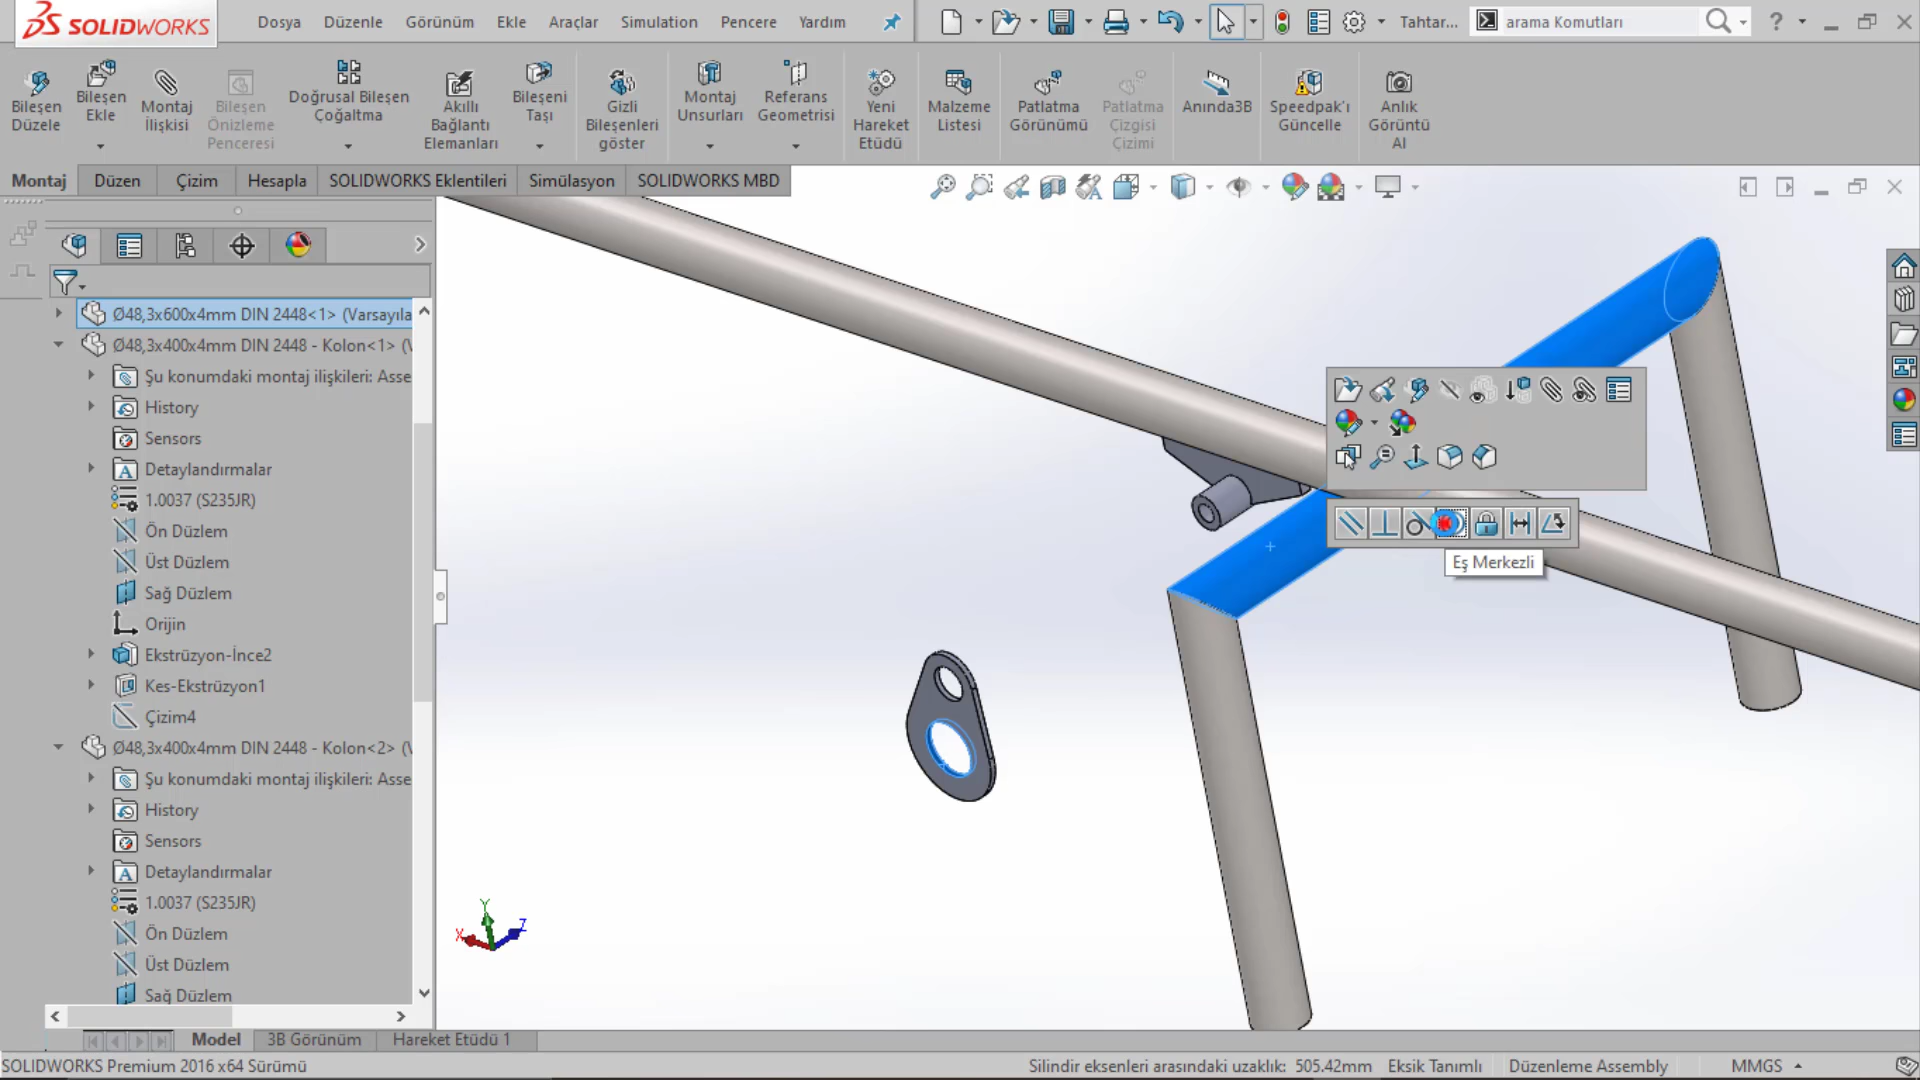 SOLIDWORKS
Dosya Düzenle Görünüm Ekle Araçlar Simulation Pencere Yardım
Tahtar...
arama Komutları
Bileşen Düzele
Bileşen Ekle
Montaj İlişkisi
Bileşen Önizleme Penceresi
Doğrusal Bileşen Çoğaltma
Akıllı Bağlantı Elemanları
Bileşeni Taşı
Gizli Bileşenleri göster
Montaj Unsurları
Referans Geometrisi
Yeni Hareket Etüdü
Malzeme Listesi
Patlatma Görünümü
Patlatma Çizgisi Çizimi
Anında3B
Speedpak'ı Güncelle
Anlık Görüntü Al
Montaj Düzen Çizim Hesapla SOLIDWORKS Eklentileri Simülasyon SOLIDWORKS MBD
Ø48,3x600x4mm DIN 2448<1> (Varsayıla
Ø48,3x400x4mm DIN 2448 - Kolon<1> (V
Şu konumdaki montaj ilişkileri: Asse
History
Sensors
Detaylandırmalar
1.0037 (S235JR)
Ön Düzlem
Üst Düzlem
Sağ Düzlem
Orijin
Ekstrüzyon-İnce2
Kes-Ekstrüzyon1
Çizim4
Ø48,3x400x4mm DIN 2448 - Kolon<2> (V
Şu konumdaki montaj ilişkileri: Asse
History
Sensors
Detaylandırmalar
1.0037 (S235JR)
Ön Düzlem
Üst Düzlem
Sağ Düzlem
Eş Merkezli
Y
X
Z
Model 3B Görünüm Hareket Etüdü 1
SOLIDWORKS Premium 2016 x64 Sürümü
Silindir eksenleri arasındaki uzaklık: 505.42mm Eksik Tanımlı Düzenleme Assembly MMGS